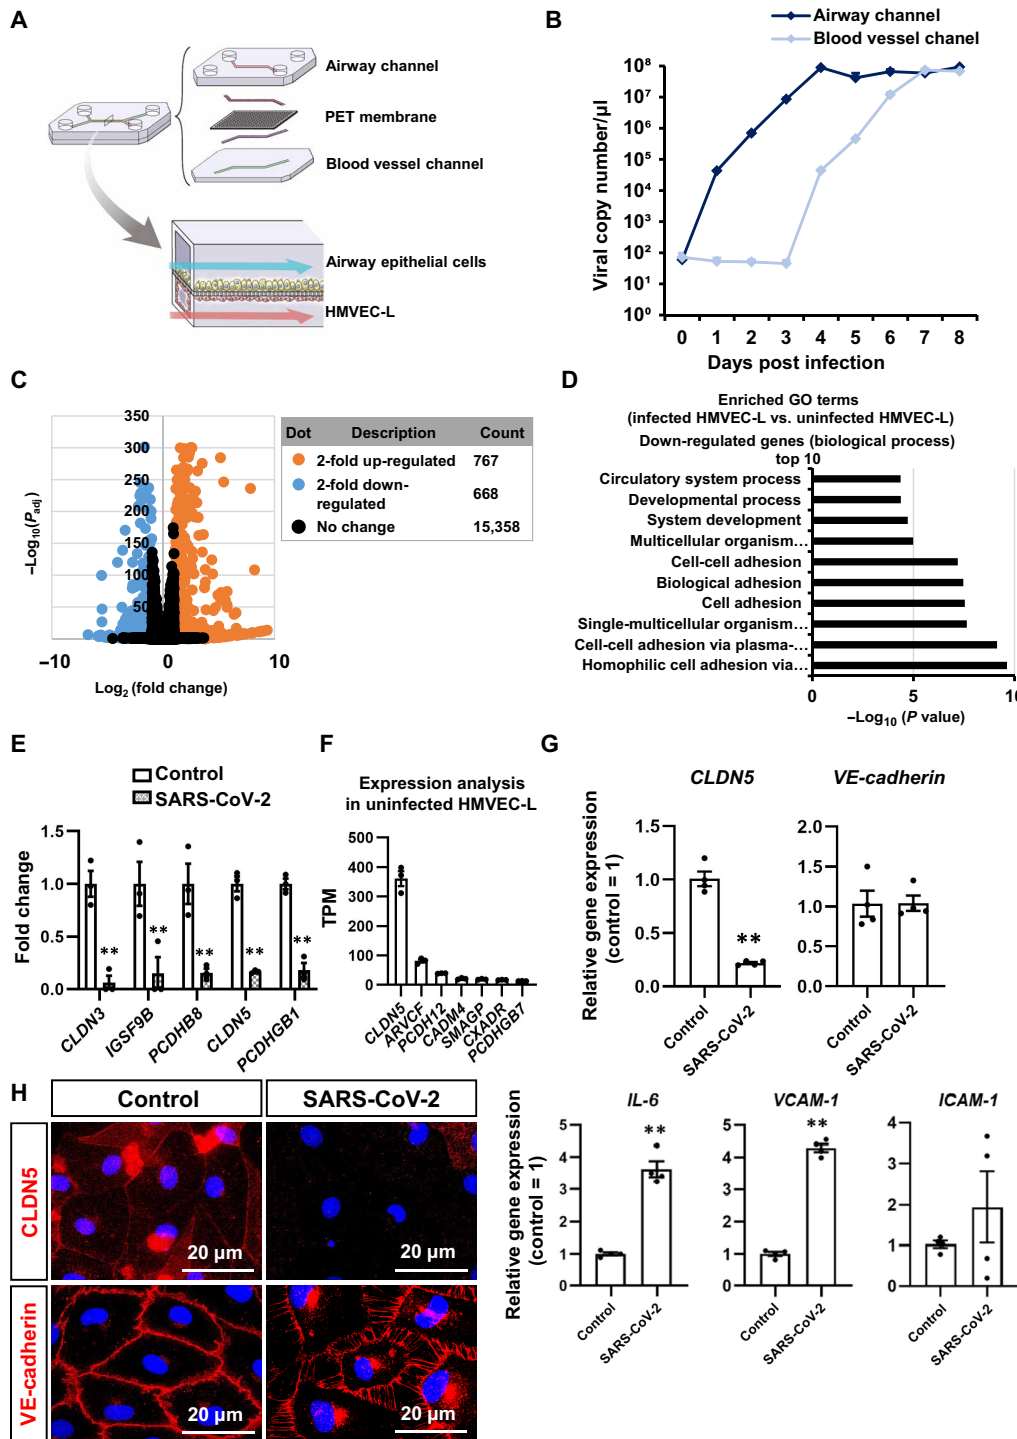 A
Airway channel
PET membrane
Blood vessel channel
Airway epithelial cells
HMVEC-L
B
Airway channel
Blood vessel chanel
Viral copy number/µl
10⁸
10⁷
10⁶
10⁵
10⁴
10³
10²
10¹
10⁰
0 1 2 3 4 5 6 7 8
Days post infection
C
−Log₁₀(P_adj)
350
300
250
200
150
100
50
0
−10 0 10
Log₂ (fold change)
Dot Description Count
2-fold up-regulated 767
2-fold down-
regulated 668
No change 15,358
D
Enriched GO terms
(infected HMVEC-L vs. uninfected HMVEC-L)
Down-regulated genes (biological process)
top 10
Circulatory system process
Developmental process
System development
Multicellular organism…
Cell-cell adhesion
Biological adhesion
Cell adhesion
Single-multicellular organism…
Cell-cell adhesion via plasma-…
Homophilic cell adhesion via…
0 5 10
−Log₁₀ (P value)
E
Control
SARS-CoV-2
Fold change
1.5
1.0
0.5
0.0
** ** ** ** **
CLDN3 IGSF9B PCDHB8 CLDN5 PCDHGB1
F
Expression analysis
in uninfected HMVEC-L
TPM
500
400
300
200
100
0
CLDN5 ARVCF PCDH12 CADM4 SMAGP CXADR PCDHGB7
G
CLDN5
Relative gene expression
(control = 1)
1.5
1.0
0.5
0.0
**
Control SARS-CoV-2
VE-cadherin
2.0
1.5
1.0
0.5
0.0
Control SARS-CoV-2
IL-6
Relative gene expression
(control = 1)
5
4
3
2
1
0
**
Control SARS-CoV-2
VCAM-1
5
4
3
2
1
0
**
Control SARS-CoV-2
ICAM-1
4
3
2
1
0
Control SARS-CoV-2
H
Control SARS-CoV-2
CLDN5
20 µm 20 µm
VE-cadherin
20 µm 20 µm